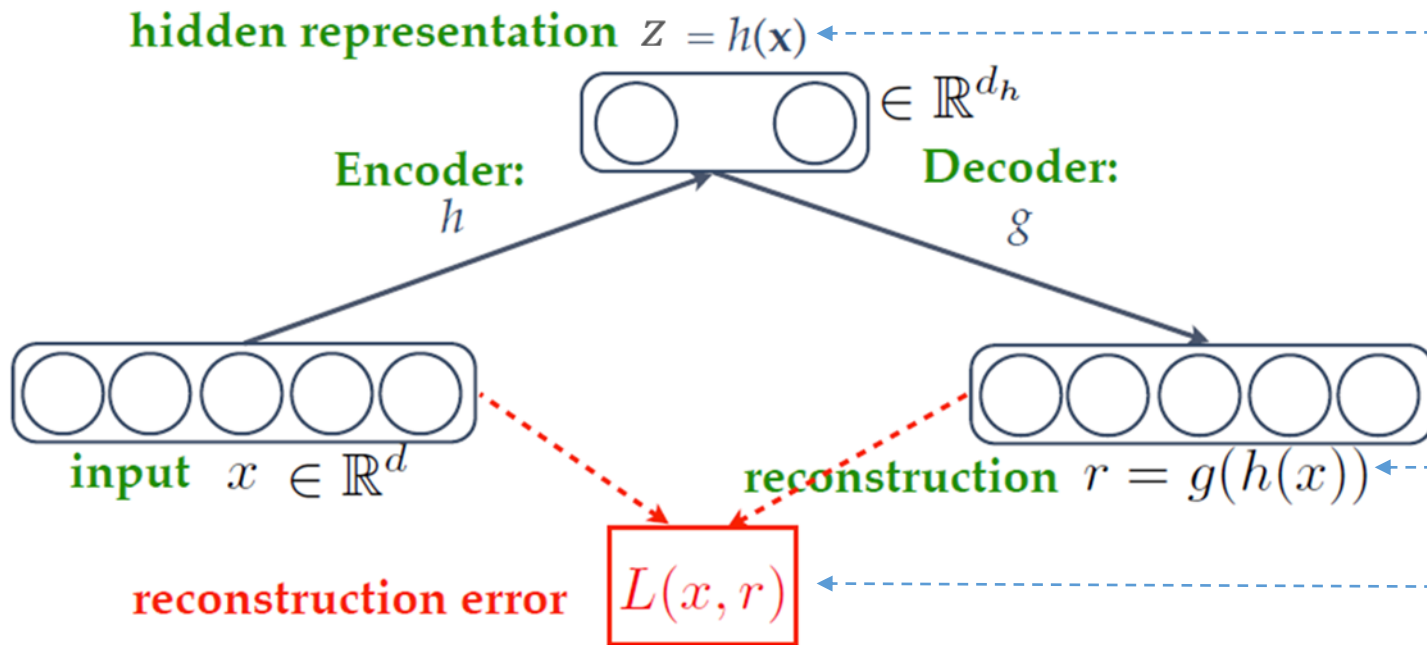 hidden representation z = h(x)
∈ ℝ^{d_h}
Encoder:
h
Decoder:
g
input x ∈ ℝ^d
reconstruction r = g(h(x))
reconstruction error L(x, r)